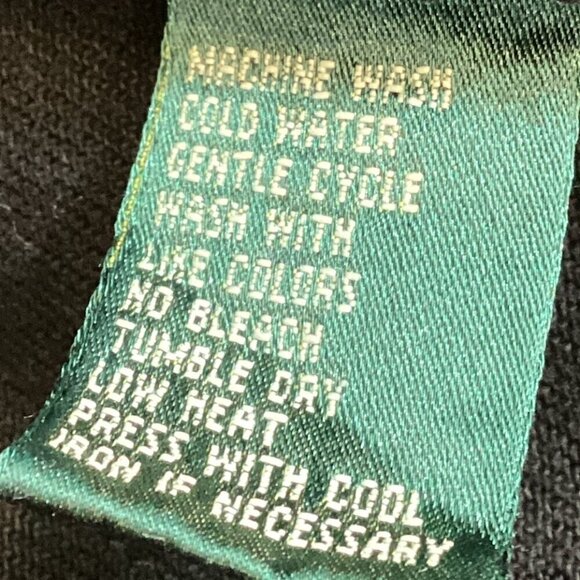 MACHINE WASH
COLD WATER
GENTLE CYCLE
WASH WITH
LIKE COLORS
NO BLEACH
TUMBLE DRY
LOW HEAT
PRESS WITH COOL
IRON IF NECESSARY